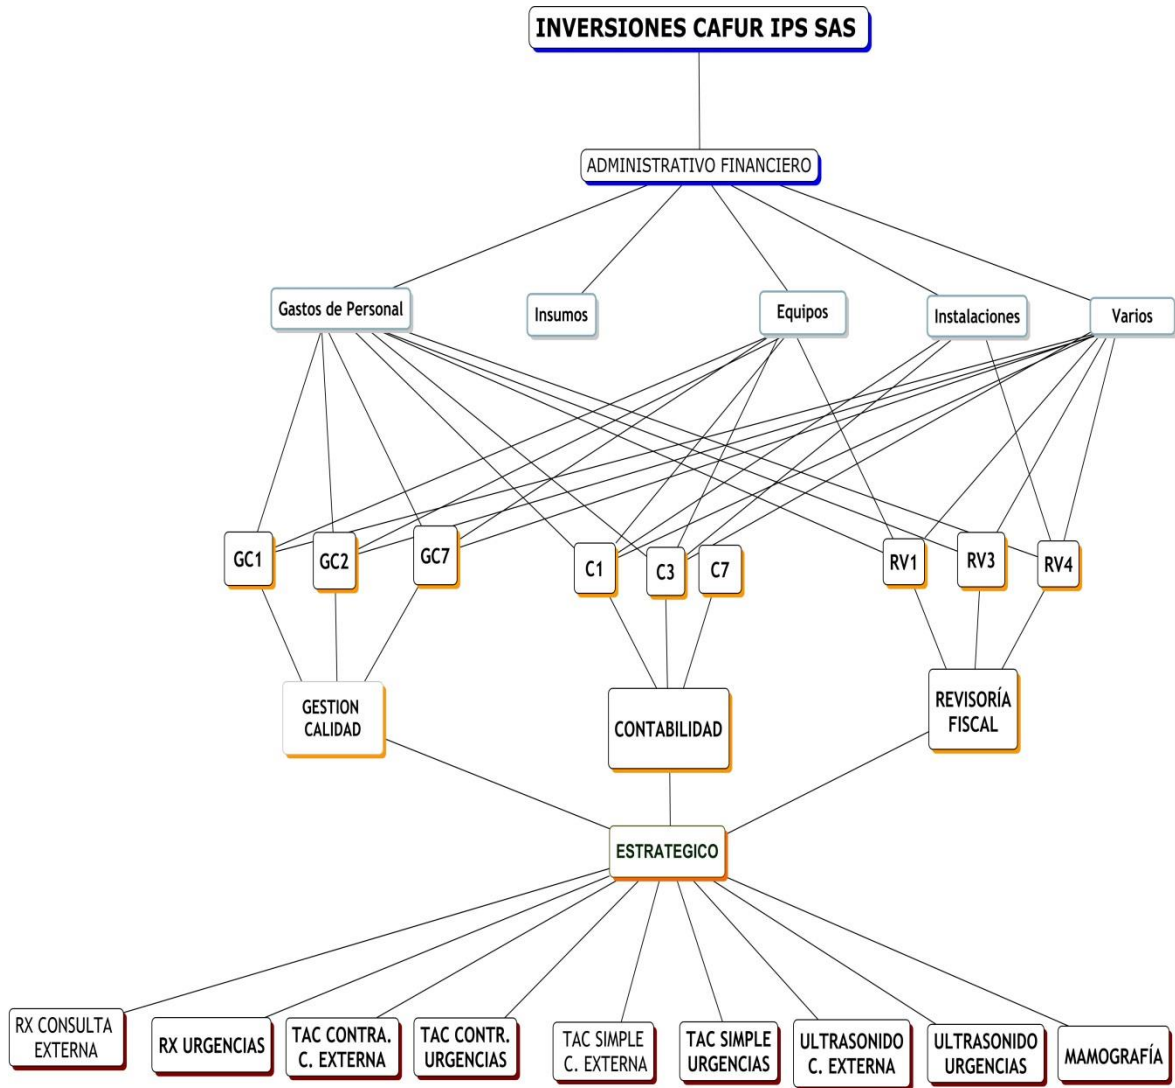 INVERSIONES CAFUR IPS SAS
ADMINISTRATIVO FINANCIERO
Gastos de Personal
Insumos
Equipos
Instalaciones
Varios
GC1
GC2
GC7
C1
C3
C7
RV1
RV3
RV4
GESTION
CALIDAD
CONTABILIDAD
REVISORÍA
FISCAL
ESTRATEGICO
RX CONSULTA
EXTERNA
RX URGENCIAS
TAC CONTRA.
C. EXTERNA
TAC CONTR.
URGENCIAS
TAC SIMPLE
C. EXTERNA
TAC SIMPLE
URGENCIAS
ULTRASONIDO
C. EXTERNA
ULTRASONIDO
URGENCIAS
MAMOGRAFÍA